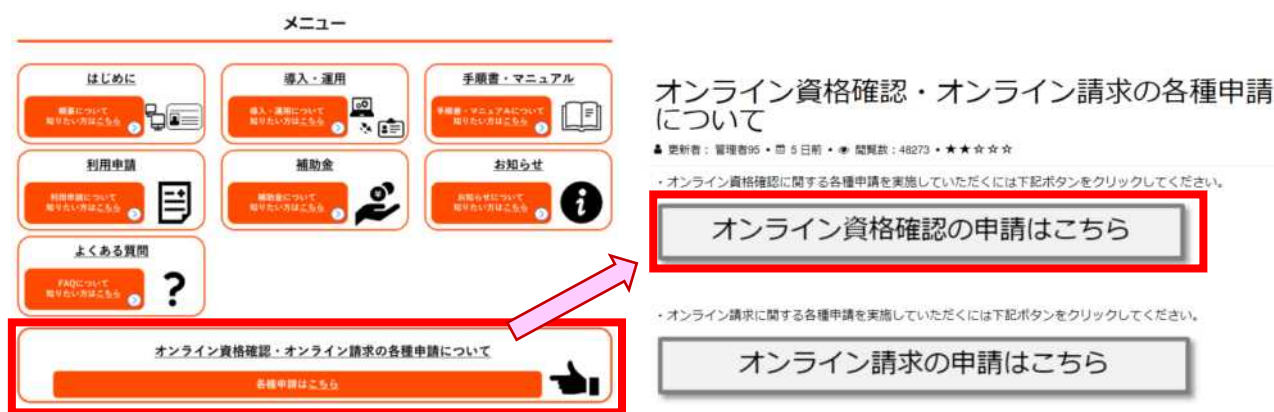 メニュー
はじめに
概要について
知りたい方はこちら
導入・運用
導入・運用について
知りたい方はこちら
手順書・マニュアル
手順書・マニュアルについて
知りたい方はこちら
利用申請
利用申請について
知りたい方はこちら
補助金
補助金について
知りたい方はこちら
お知らせ
お知らせについて
知りたい方はこちら
よくある質問
FAQについて
知りたい方はこちら
オンライン資格確認・オンライン請求の各種申請について
各種申請はこちら
オンライン資格確認・オンライン請求の各種申請
について
更新者: 管理者95 • 5 日前 • 閲覧数:48273 • ★★☆☆☆
・オンライン資格確認に関する各種申請を実施していただくには下記ボタンをクリックしてください。
オンライン資格確認の申請はこちら
・オンライン請求に関する各種申請を実施していただくには下記ボタンをクリックしてください。
オンライン請求の申請はこちら